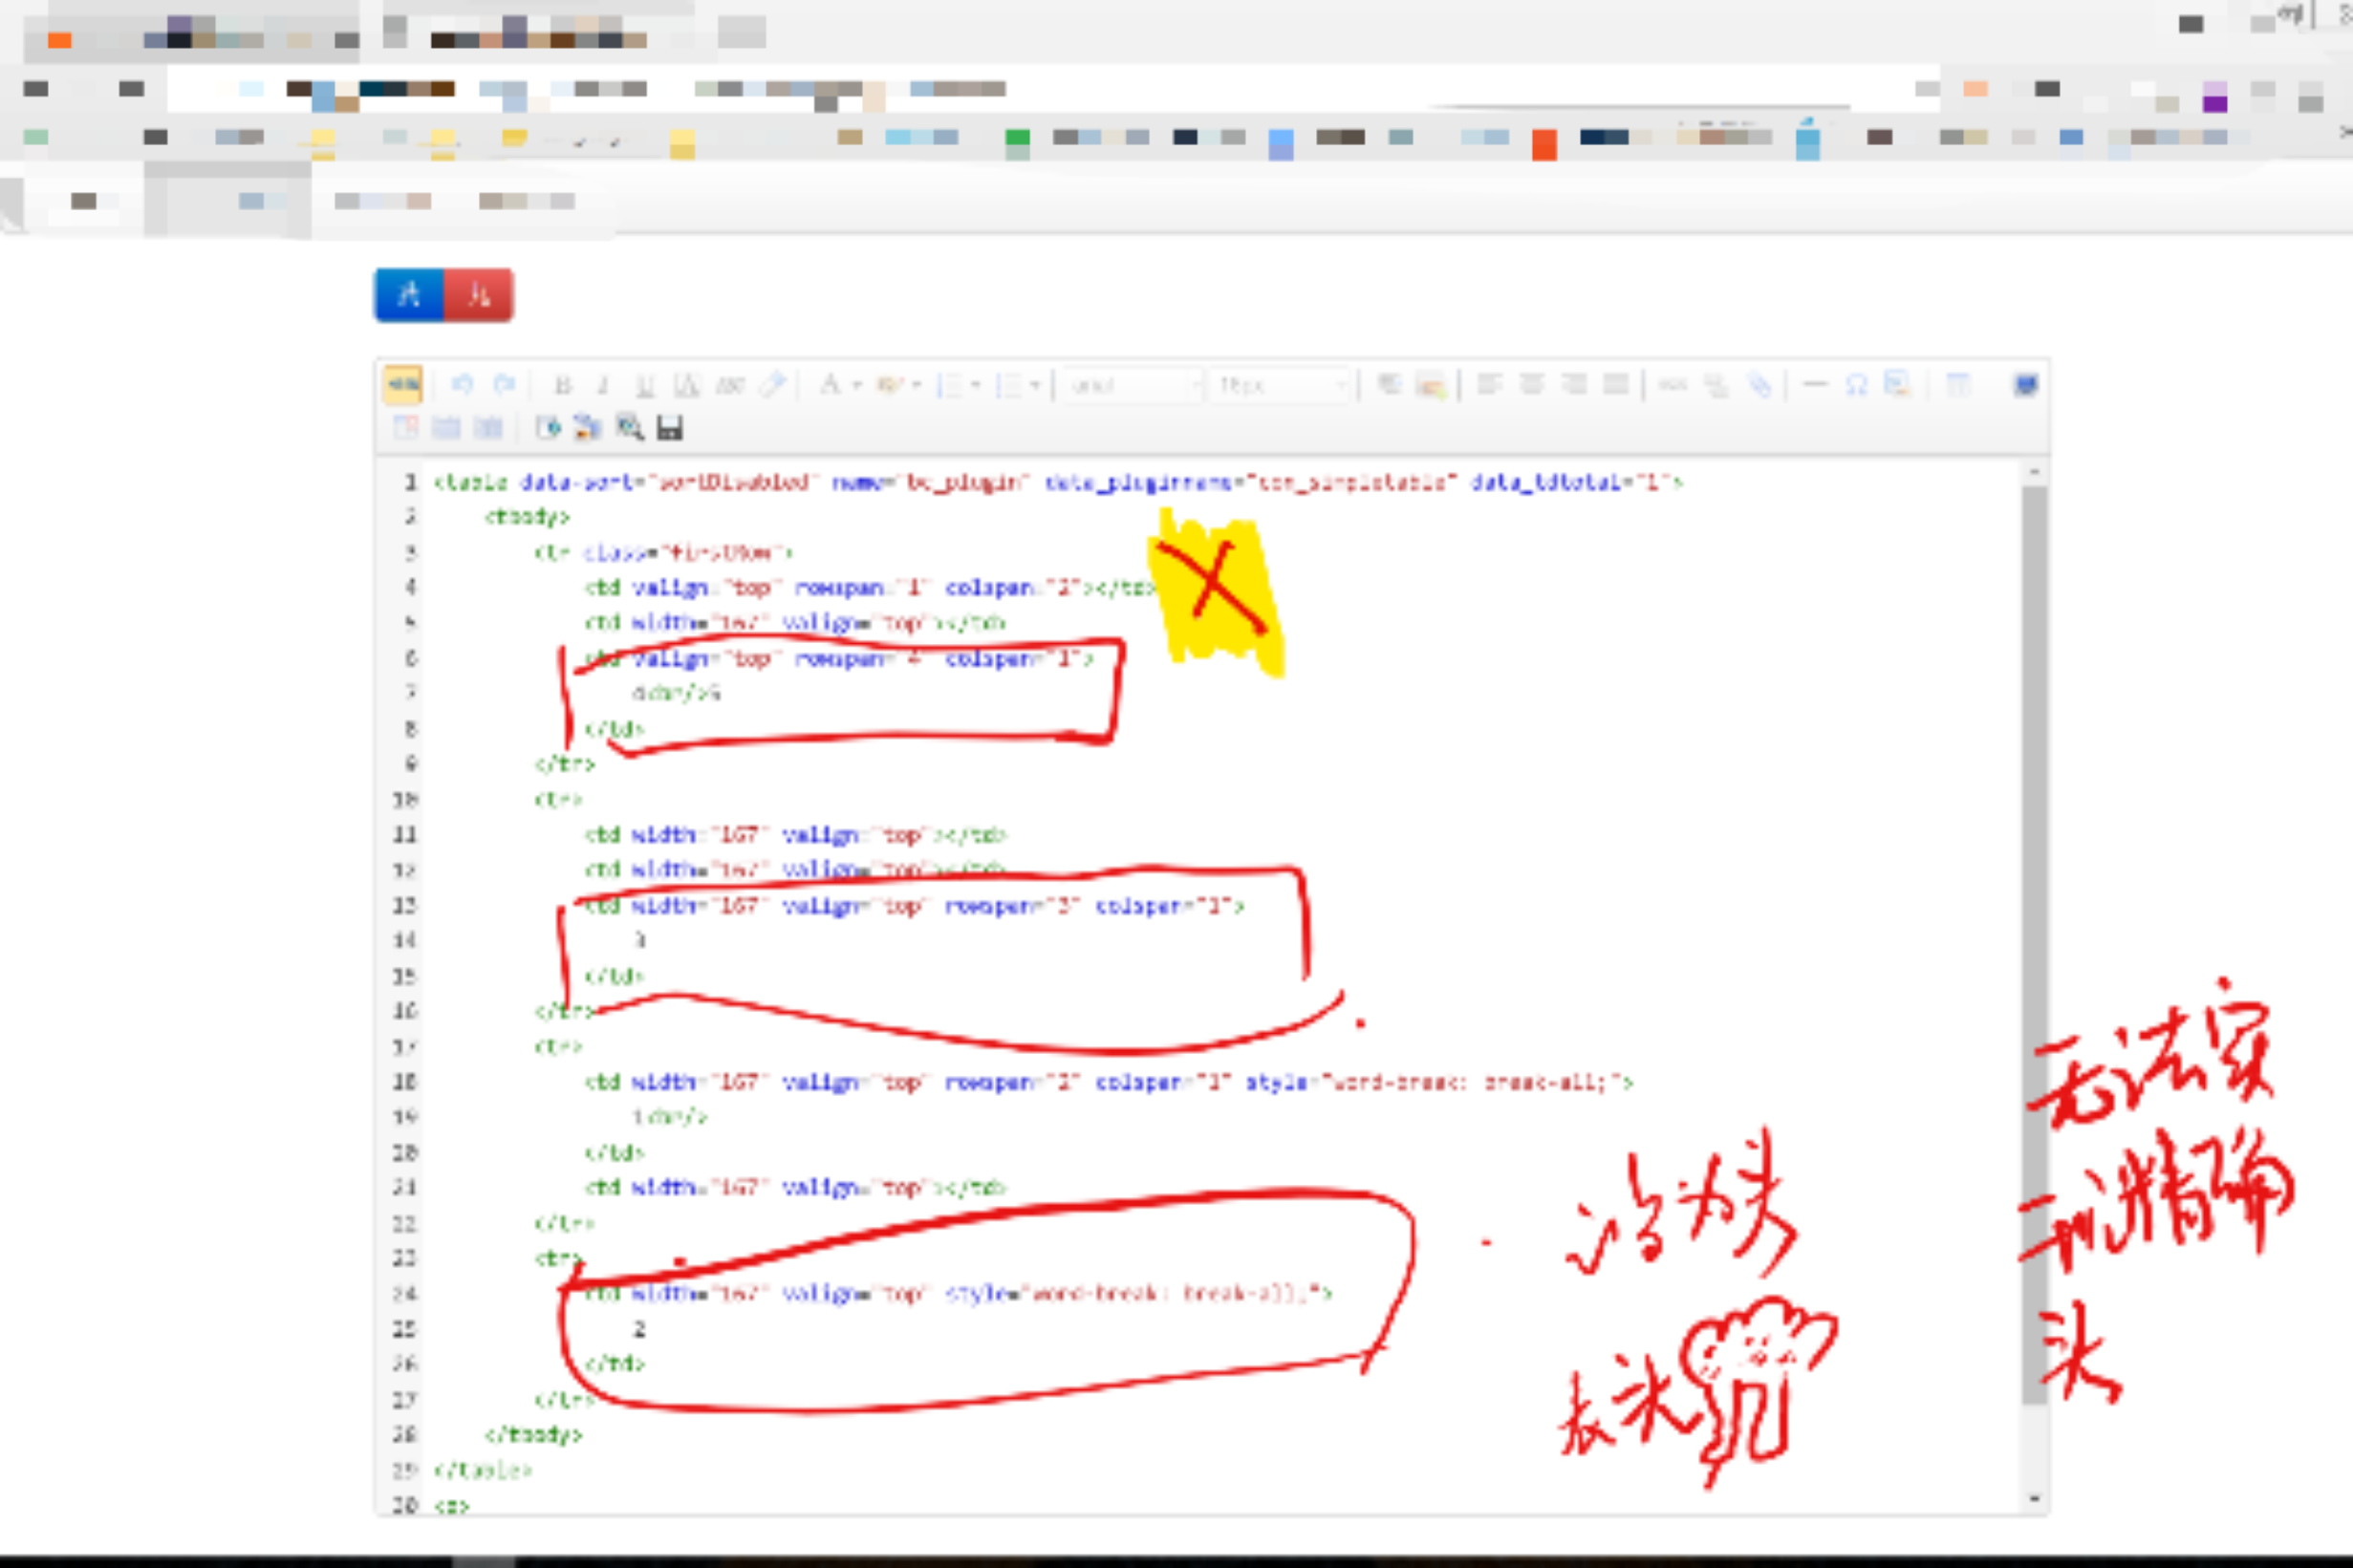 B I U A ABC A
arial 16px
1 <table data-sort="sortDisabled" name="bc_plugin" data_tdtotal="1">
2 <tbody>
3 <tr class="firstRow">
4 <td valign="top" rowspan="1" colspan="2"></td>
5 <td width="167" valign="top"></td>
6 <td valign="top" rowspan="4" colspan="1">
7 <br/>
8 </td>
9 </tr>
10 <tr>
11 <td width="167" valign="top"></td>
12 <td width="167" valign="top"></td>
13 <td width="167" valign="top" rowspan="3" colspan="1">
14 3
15 </td>
16 </tr>
17 <tr>
18 <td width="167" valign="top" rowspan="2" colspan="1" style="word-break: break-all;">
19 1<br/>
20 </td>
21 <td width="167" valign="top"></td>
22 </tr>
23 <tr>
24 <td width="167" valign="top" style="word-break: break-all;">
25 2
26 </td>
27 </tr>
28 </tbody>
29 </table>
30
无法实
现精确
求